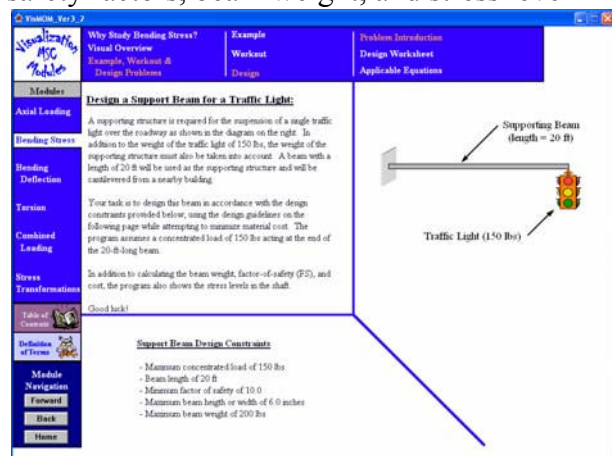 safety factors, beam weight, and stress level
VisMOM_Ver3_2
Visualization
MSC
Modules
Why Study Bending Stress?
Visual Overview
Example, Workout &
Design Problems
Example
Workout
Design
Problem Introduction
Design Worksheet
Applicable Equations
Modules
Axial Loading
Bending Stress
Bending
Deflection
Torsion
Combined
Loading
Stress
Transformations
Table of
Contents
Definition
of Terms
Module
Navigation
Forward
Back
Home
Design a Support Beam for a Traffic Light:
A supporting structure is required for the suspension of a single traffic
light over the roadway as shown in the diagram on the right. In
addition to the weight of the traffic light of 150 lbs, the weight of the
supporting structure must also be taken into account. A beam with a
length of 20 ft will be used as the supporting structure and will be
cantilevered from a nearby building.
Your task is to design this beam in accordance with the design
constraints provided below, using the design guidelines on the
following page while attempting to minimize material cost. The
program assumes a concentrated load of 150 lbs acting at the end of
the 20-ft-long beam.
In addition to calculating the beam weight, factor-of-safety (FS), and
cost, the program also shows the stress levels in the shaft.
Good luck!
Supporting Beam
(length = 20 ft)
Traffic Light (150 lbs)
Support Beam Design Constraints
- Maximum concentrated load of 150 lbs
- Beam length of 20 ft
- Minimum factor of safety of 10.0
- Maximum beam heigth or width of 6.0 inches
- Maximum beam weight of 200 lbs